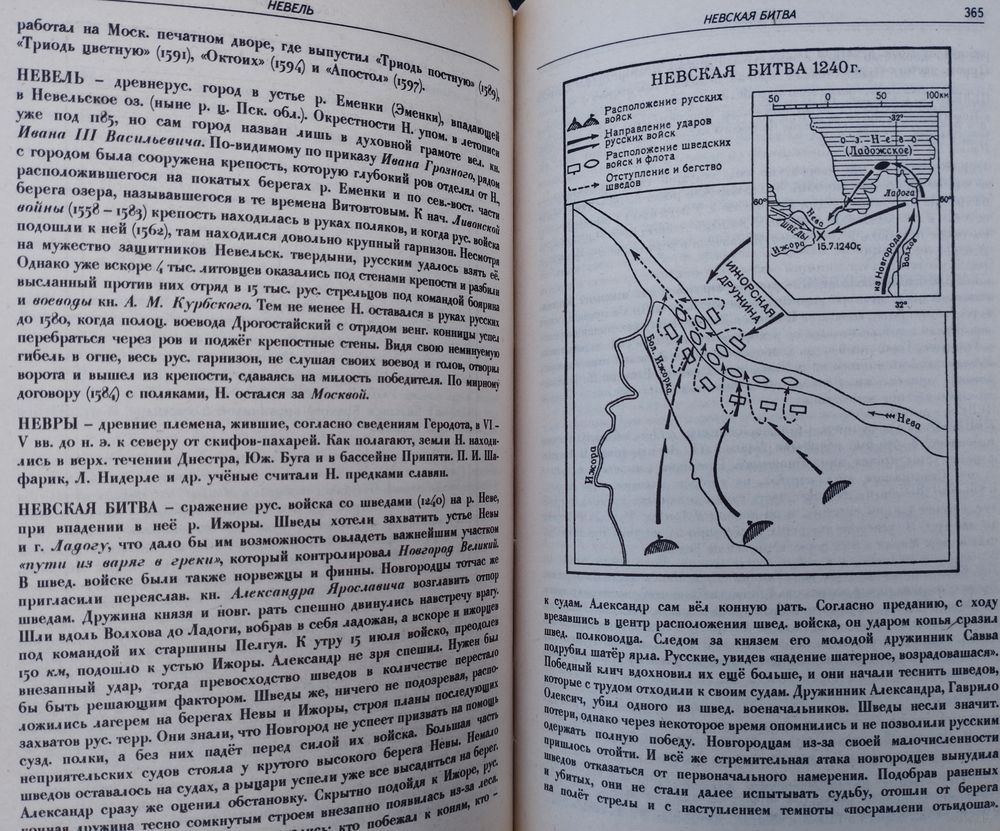 НЕВЕЛЬ
работал на Моск. печатном дворе, где выпустил «Триодь постную» (1589),
«Триодь цветную» (1591), «Октоих» (1594) и «Апостол» (1597).
НЕВЕЛЬ – древнерус. город в устье р. Еменки (Эменки), впадающей
в Невельское оз. (ныне р. ц. Пск. обл.). Окрестности Н. упом. в летописи
уже под 1185, но сам город назван лишь в духовной грамоте вел. кн.
Ивана III Васильевича. По-видимому по приказу Ивана Грозного, рядом
с городом была сооружена крепость, которую глубокий ров отделял от Н.,
расположившегося на покатых берегах р. Еменки и по сев.-вост. части
берега озера, называвшегося в те времена Витовтовым. К нач. Ливонской
войны (1558 – 1583) крепость находилась в руках поляков, и когда рус. войска
подошли к ней (1562), там находился довольно крупный гарнизон. Несмотря
на мужество защитников Невельск. твердыни, русским удалось взять её.
Однако уже вскоре 4 тыс. литовцев оказались под стенами крепости и разбили
высланный против них отряд в 15 тыс. рус. стрельцов под командой боярина
и воеводы кн. А. М. Курбского. Тем не менее Н. оставался в руках русских
до 1580, когда полоц. воевода Дрогостайский с отрядом венг. конницы успел
перебраться через ров и поджёг крепостные стены. Видя свою неминуемую
гибель в огне, весь рус. гарнизон, не слушая своих воевод и голов, отворил
ворота и вышел из крепости, сдаваясь на милость победителя. По мирному
договору (1584) с поляками, Н. остался за Москвой.
НЕВРЫ – древние племена, жившие, согласно сведениям Геродота, в VI -
V вв. до н. э. к северу от скифов-пахарей. Как полагают, земли Н. находи-
лись в верх. течении Днестра, Юж. Буга и в бассейне Припяти. П. И. Ша-
фарик, Л. Нидерле и др. учёные считали Н. предками славян.
НЕВСКАЯ БИТВА – сражение рус. войска со шведами (1240) на р. Неве,
при впадении в неё р. Ижоры. Шведы хотели захватить устье Невы
и г. Ладогу, что дало бы им возможность овладеть важнейшим участком
«пути из варяг в греки», который контролировал Новгород Великий.
В швед. войске были также норвежцы и финны. Новгородцы тотчас же
пригласили переяслав. кн. Александра Ярославича возглавить отпор
шведам. Дружина князя и новг. рать спешно двинулись навстречу врагу.
Шли вдоль Волхова до Ладоги, вобрав в себя ладожан, а вскоре и ижорцев
под командой их старшины Пелгуя. К утру 15 июля войско, преодолев
150 км, подошло к устью Ижоры. Александр не зря спешил. Нужен был
внезапный удар, тогда превосходство шведов в количестве перестало
бы быть решающим фактором. Шведы же, ничего не подозревая, распо-
ложились лагерем на берегах Невы и Ижоры, строя планы последующих
захватов рус. терр. Они знали, что Новгород не успеет призвать на помощь
сузд. полки, а без них падёт перед силой их войска. Большая часть
неприятельских судов стояла у крутого высокого берега Невы. Немало
шведов оставалось на судах, а рыцари успели уже все высадиться на берег.
Александр сразу же оценил обстановку. Скрытно подойдя к Ижоре, рус.
конная дружина тесно сомкнутым строем внезапно появилась из-за леса.
кто побежал к коням, кто –
НЕВСКАЯ БИТВА
365
НЕВСКАЯ БИТВА 1240г.
Расположение русских
войск
Направление ударов
русских войск
Расположение шведских
войск и флота
Отступление и бегство
шведов
50 0 50 100км
32°
оз. Нево
(Ладожское)
60°
Ладога
60°
Нева
ШВЕДЫ
Ижора
15.7.1240г.
из Новгорода
Волхов
32°
ИЖОРСКАЯ
ДРУЖИНА
Бол. Ижорка
Нева
Ижора
к судам. Александр сам вёл конную рать. Согласно преданию, с ходу
врезавшись в центр расположения швед. войска, он ударом копья сразил
швед. полководца. Следом за князем его молодой дружинник Савва
подрубил шатёр ярла. Русские, увидев «падение шатерное, возрадовашася».
Победный клич вдохновил их ещё больше, и они начали теснить шведов,
которые с трудом отходили к своим судам. Дружинник Александра, Гаврило
Олексич, убил одного из швед. военачальников. Шведы несли значит.
потери, однако через некоторое время опомнились и не позволили русским
одержать полную победу. Новгородцам из-за своей малочисленности
пришлось отойти. И всё же стремительная атака новгородцев вынудила
шведов отказаться от первоначального намерения. Подобрав раненых
и убитых, они не стали далее испытывать судьбу, отошли от берега
на полёт стрелы и с наступлением темноты «посрамлени отьидоша».